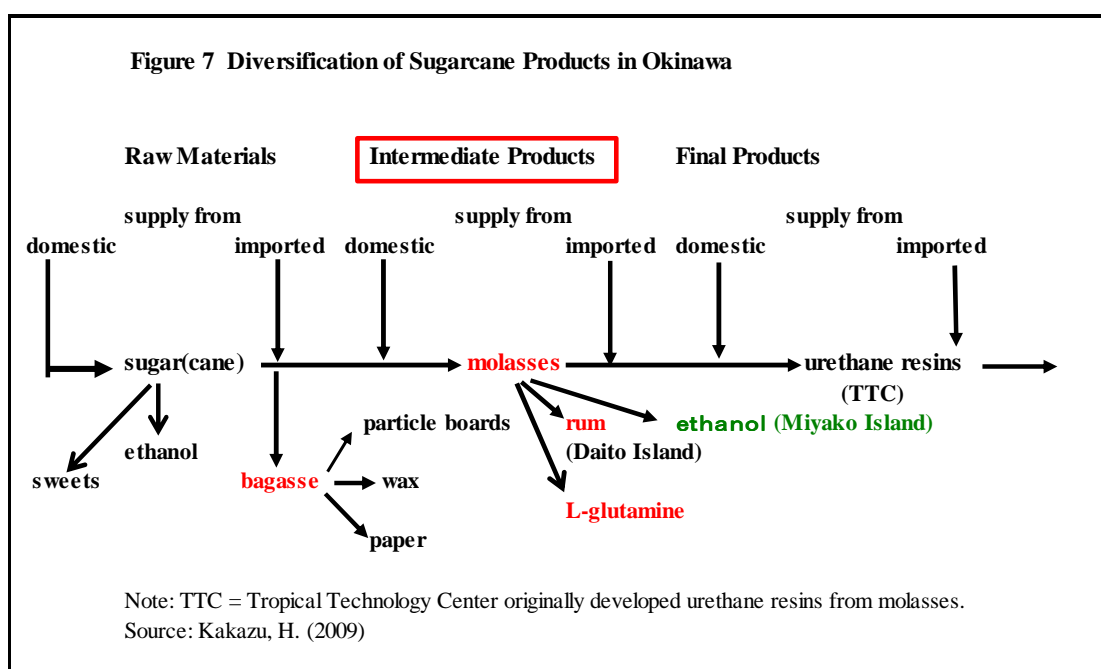 Figure 7 Diversification of Sugarcane Products in Okinawa
Raw Materials Intermediate Products Final Products
supply from supply from supply from
domestic imported domestic imported domestic imported
sugar(cane) molasses urethane resins
(TTC)
particle boards rum ethanol (Miyako Island)
ethanol (Daito Island)
sweets bagasse wax
L-glutamine
paper
Note: TTC = Tropical Technology Center originally developed urethane resins from molasses.
Source: Kakazu, H. (2009)